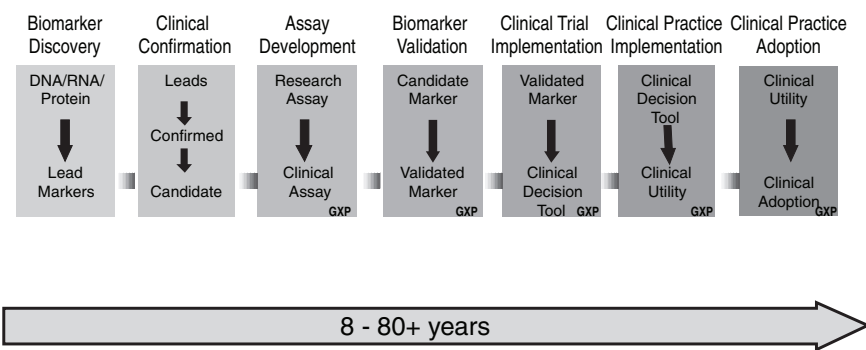 Biomarker
Discovery
Clinical
Confirmation
Assay
Development
Biomarker
Validation
Clinical Trial
Implementation
Clinical Practice
Implementation
Clinical Practice
Adoption
DNA/RNA/
Protein
Lead
Markers
Leads
Confirmed
Candidate
Research
Assay
Clinical
Assay
GXP
Candidate
Marker
Validated
Marker
GXP
Validated
Marker
Clinical
Decision
Tool GXP
Clinical
Decision
Tool
Clinical
Utility
GXP
Clinical
Utility
Clinical
Adoption
GXP
8 - 80+ years